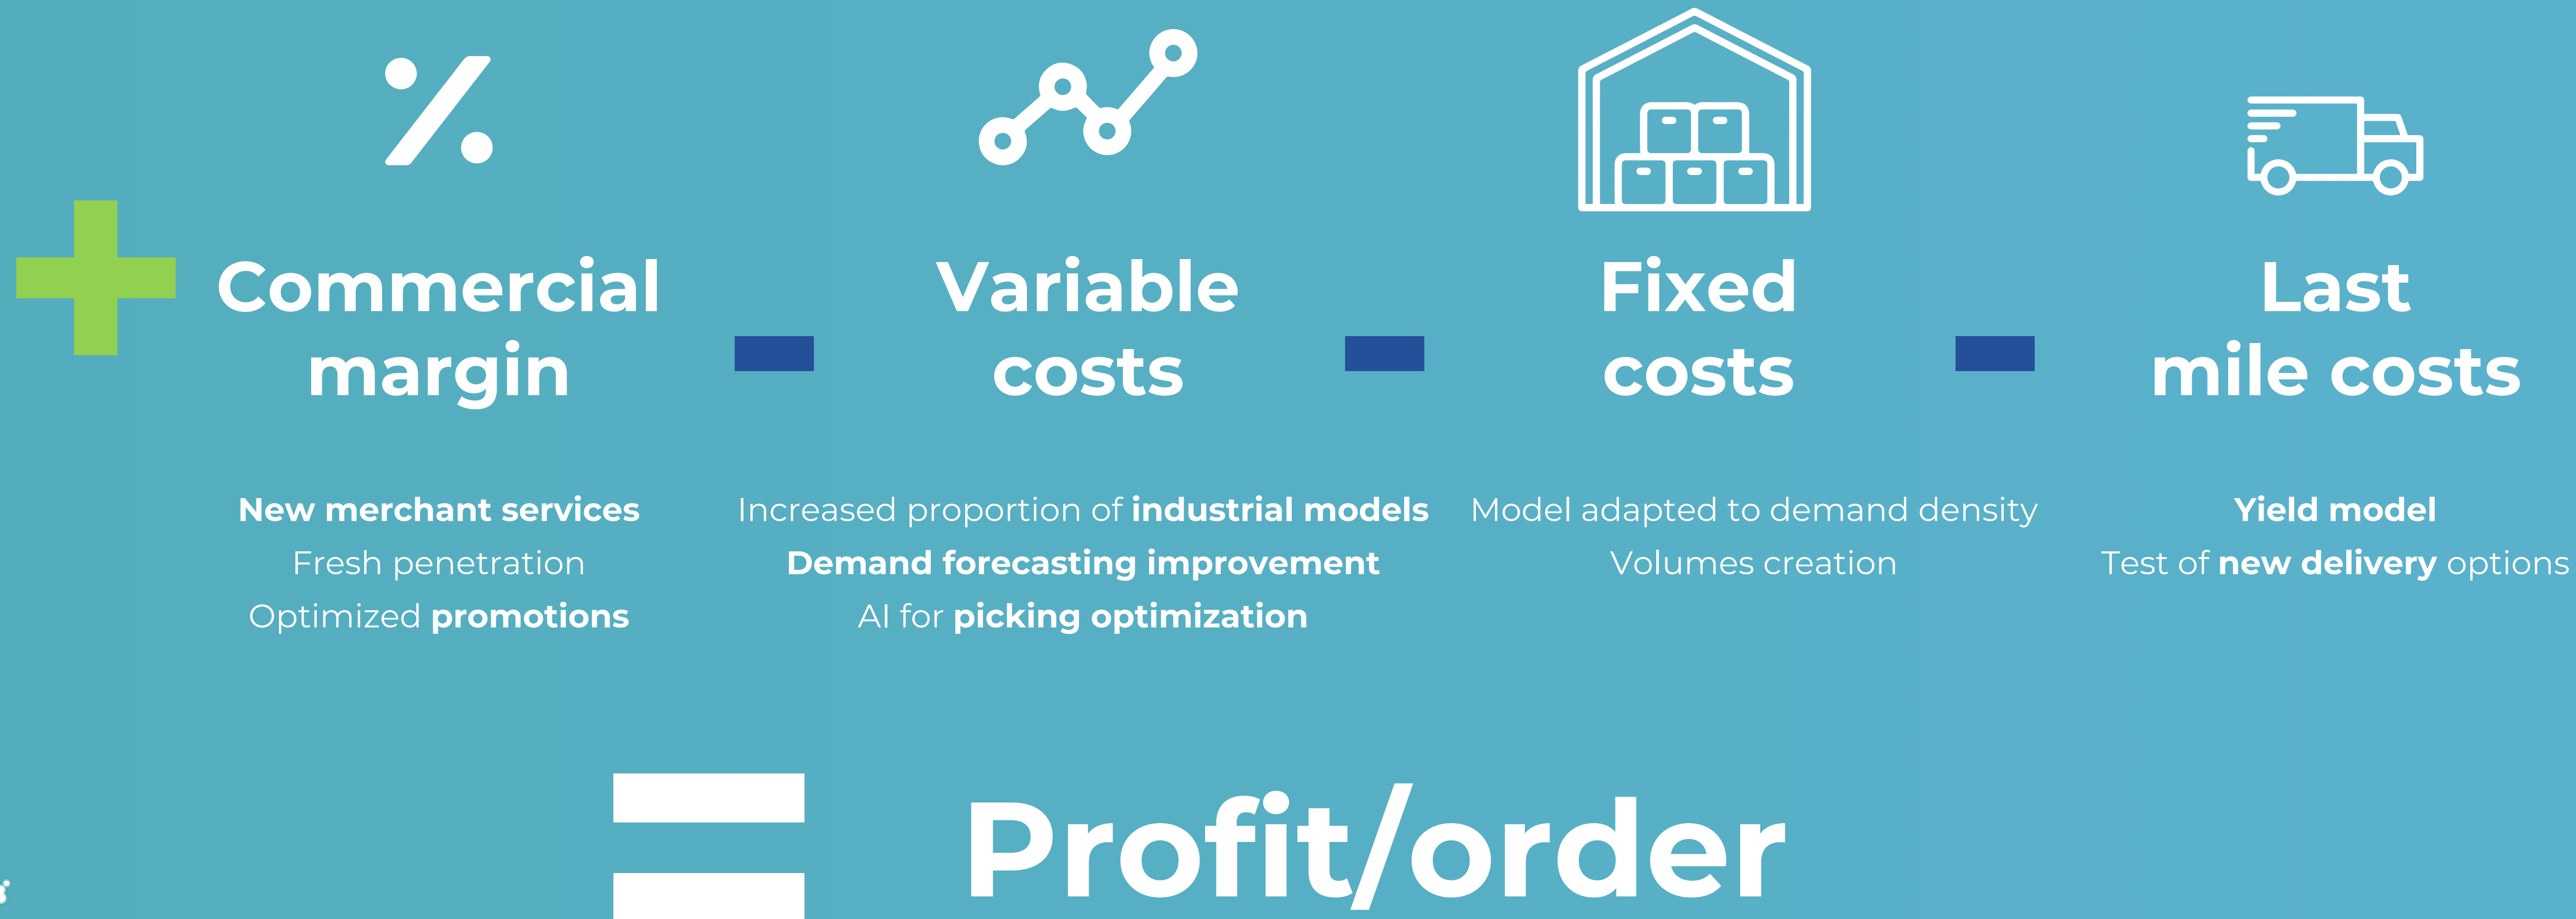 Commercial
margin
Variable
costs
Fixed
costs
Last
mile costs
New merchant services
Fresh penetration
Optimized promotions
Increased proportion of industrial models
Demand forecasting improvement
AI for picking optimization
Model adapted to demand density
Volumes creation
Yield model
Test of new delivery options
Profit/order